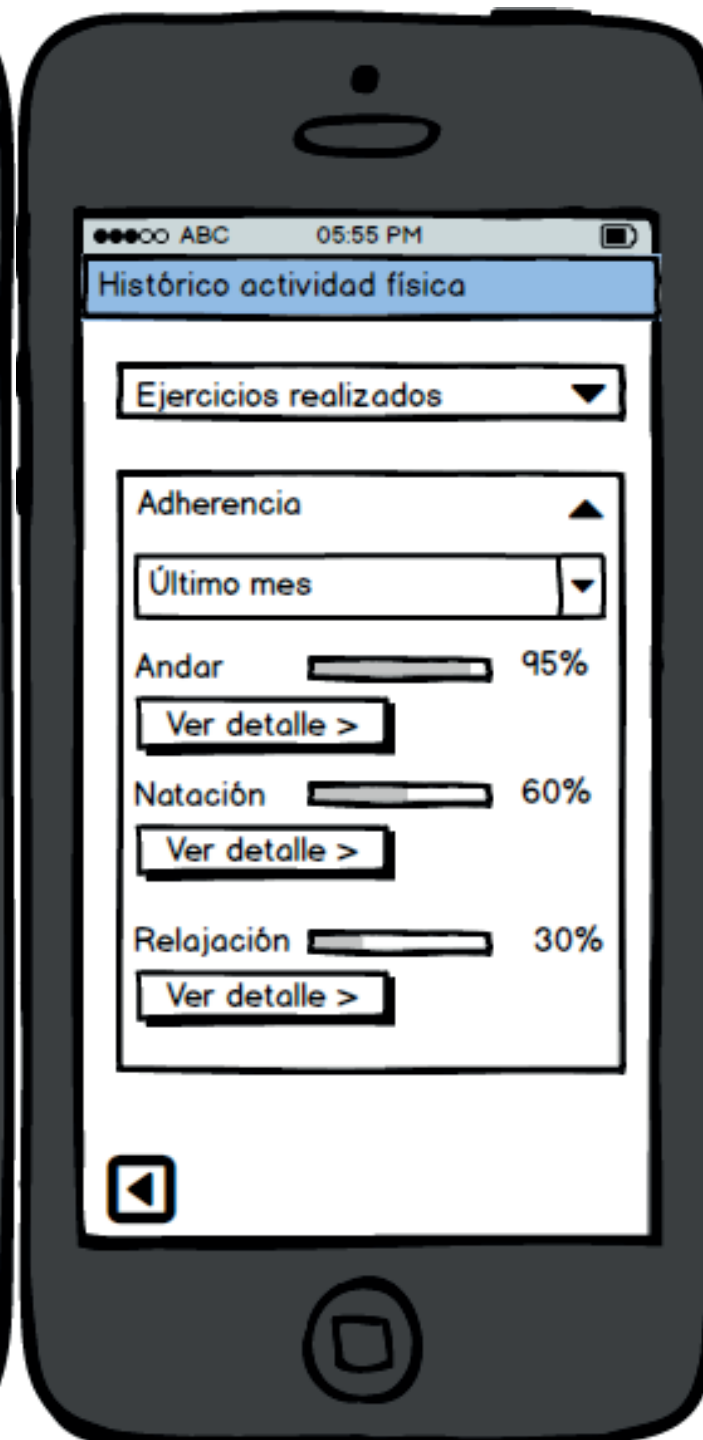 ABC 05:55 PM
Histórico actividad física
Ejercicios realizados
Adherencia
Último mes
Andar 95%
Ver detalle >
Natación 60%
Ver detalle >
Relajación 30%
Ver detalle >